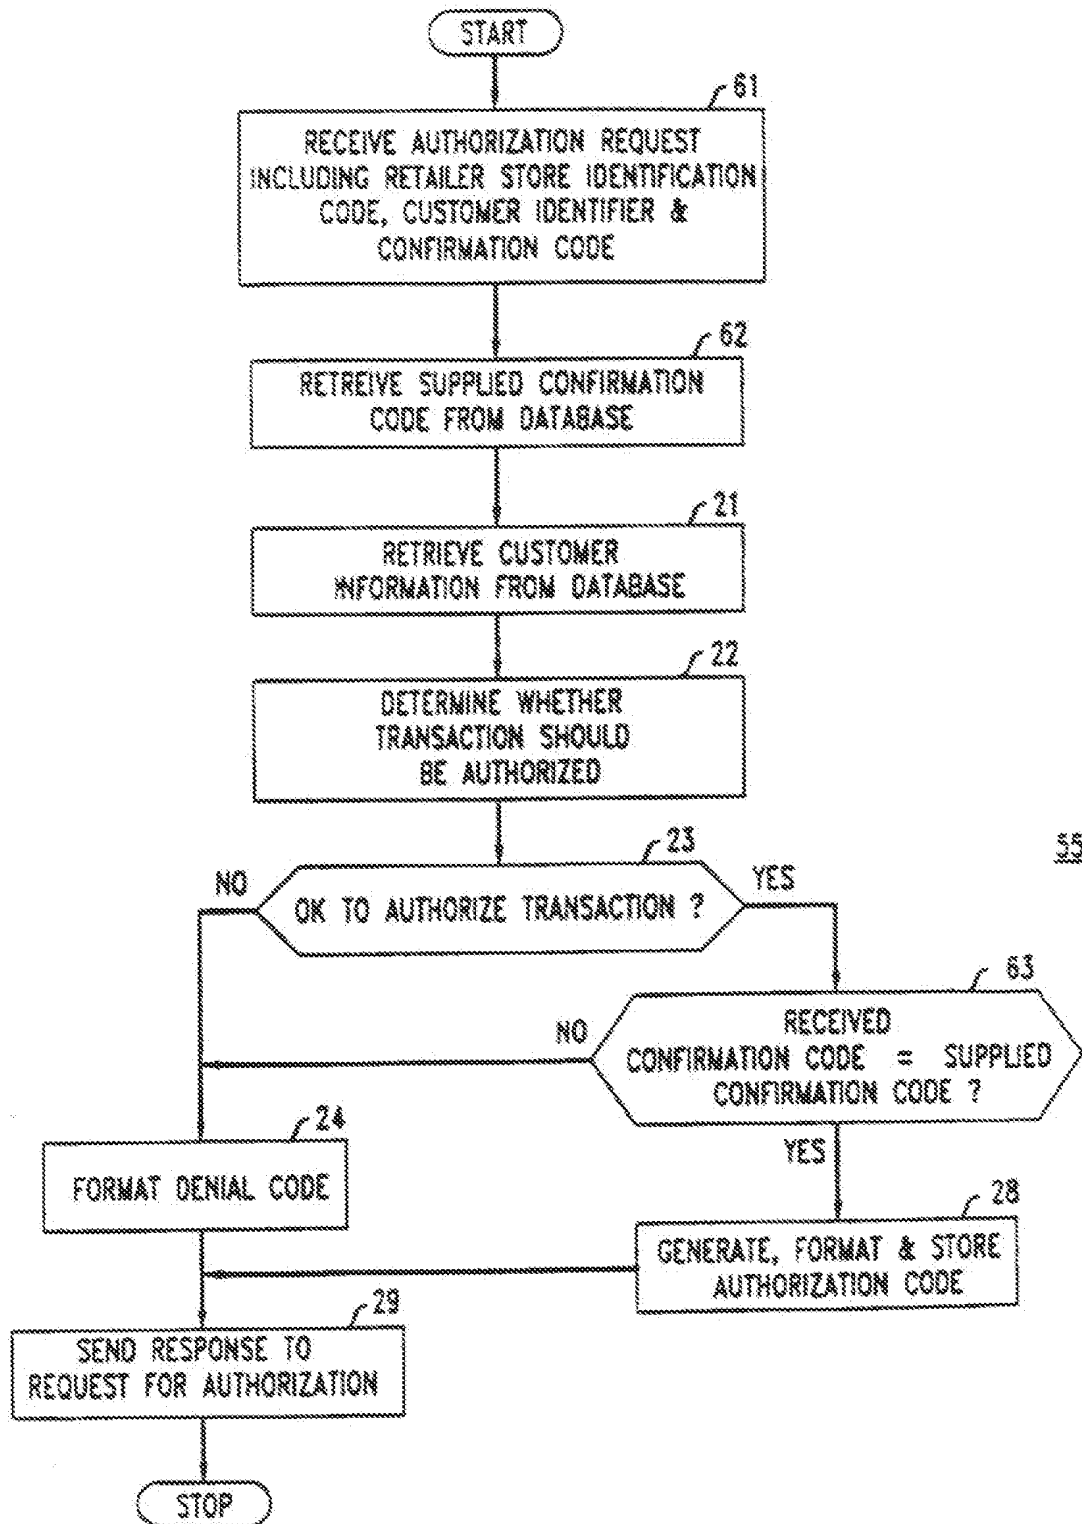 START
61
RECEIVE AUTHORIZATION REQUEST
INCLUDING RETAILER STORE IDENTIFICATION
CODE, CUSTOMER IDENTIFIER &
CONFIRMATION CODE
62
RETREIVE SUPPLIED CONFIRMATION
CODE FROM DATABASE
21
RETRIEVE CUSTOMER
INFORMATION FROM DATABASE
22
DETERMINE WHETHER
TRANSACTION SHOULD
BE AUTHORIZED
23
NO
OK TO AUTHORIZE TRANSACTION ?
YES
55
63
NO
RECEIVED
CONFIRMATION CODE = SUPPLIED
CONFIRMATION CODE ?
YES
24
FORMAT DENIAL CODE
28
GENERATE, FORMAT & STORE
AUTHORIZATION CODE
29
SEND RESPONSE TO
REQUEST FOR AUTHORIZATION
STOP